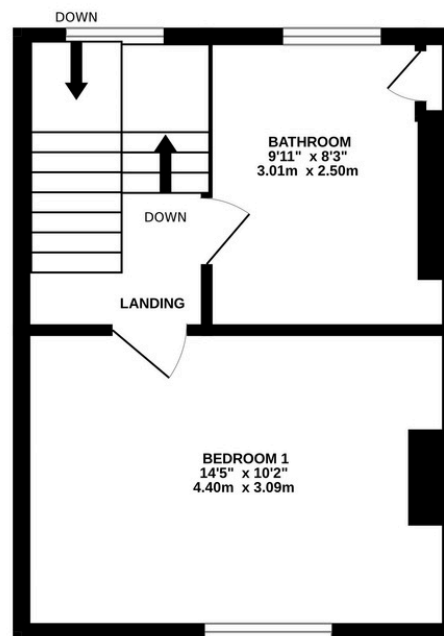 DOWN
BATHROOM
9'11" x 8'3"
3.01m x 2.50m
DOWN
LANDING
BEDROOM 1
14'5" x 10'2"
4.40m x 3.09m